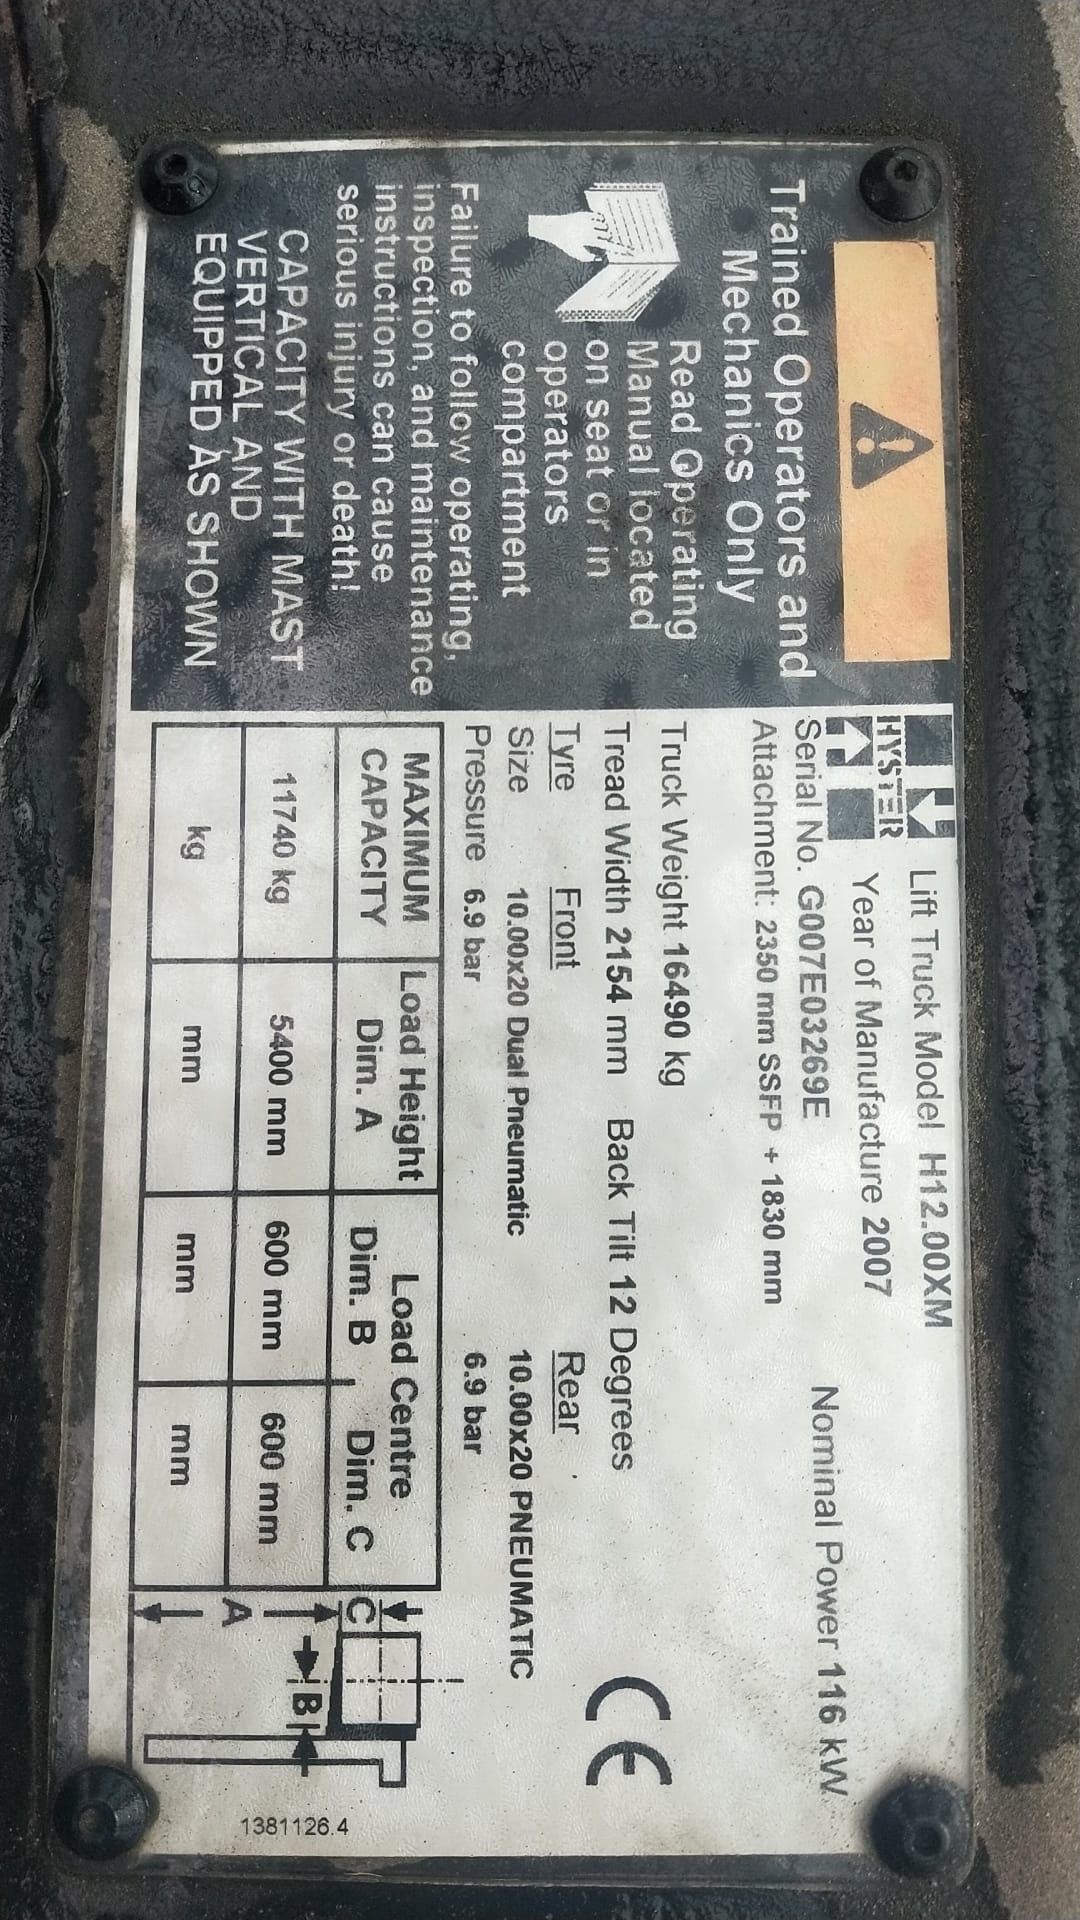 Trained Operators and
Mechanics Only
Read Operating
Manual located
on seat or in
operators
compartment
Failure to follow operating,
inspection, and maintenance
instructions can cause
serious injury or death!
CAPACITY WITH MAST
VERTICAL AND
EQUIPPED AS SHOWN
HYSTER
Lift Truck Model H12.00XM
Year of Manufacture 2007
Serial No. G007E03269E Nominal Power 116 kW
Attachment: 2350 mm SSFP + 1830 mm
Truck Weight 16490 kg
Tread Width 2154 mm Back Tilt 12 Degrees
Tyre Front Rear
Size 10.00x20 Dual Pneumatic 10.00x20 PNEUMATIC
Pressure 6.9 bar 6.9 bar
CE
MAXIMUM Load Height Load Centre
CAPACITY Dim. A Dim. B Dim. C
11740 kg 5400 mm 600 mm 600 mm
kg mm mm mm
C
B
A
1381126.4